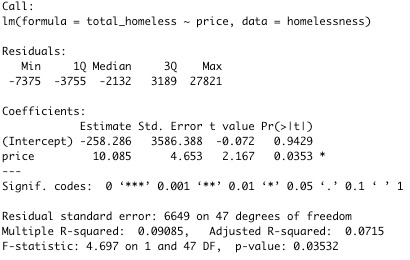 Call:
lm(formula = total_homeless ~ price, data = homelessness)
Residuals:
Min 1Q Median 3Q Max
-7375 -3755 -2132 3189 27821
Coefficients:
Estimate Std. Error t value Pr(>|t|)
(Intercept) -258.286 3586.388 -0.072 0.9429
price 10.085 4.653 2.167 0.0353 *
---
Signif. codes: 0 ‘***’ 0.001 ‘**’ 0.01 ‘*’ 0.05 ‘.’ 0.1 ‘ ’ 1
Residual standard error: 6649 on 47 degrees of freedom
Multiple R-squared: 0.09085, Adjusted R-squared: 0.0715
F-statistic: 4.697 on 1 and 47 DF, p-value: 0.03532